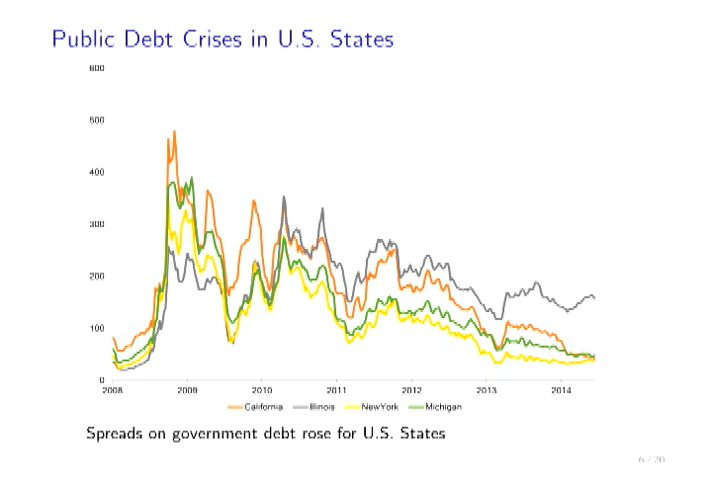 Public Debt Crises in U.S. States
600
500
400
300
200
100
0
2008 2009 2010 2011 2012 2013 2014
California Illinois NewYork Michigan
Spreads on government debt rose for U.S. States
6 / 20